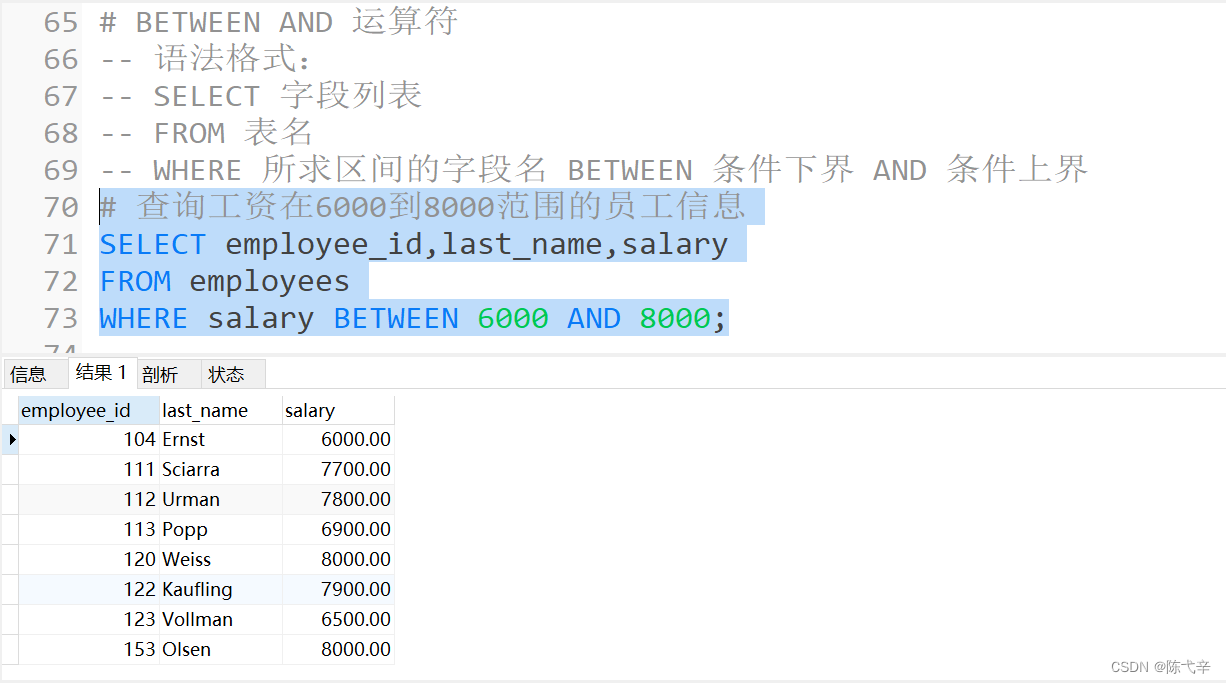 65 # BETWEEN AND 运算符
66 -- 语法格式：
67 -- SELECT 字段列表
68 -- FROM 表名
69 -- WHERE 所求区间的字段名 BETWEEN 条件下界 AND 条件上界
70 # 查询工资在6000到8000范围的员工信息
71 SELECT employee_id,last_name,salary
72 FROM employees
73 WHERE salary BETWEEN 6000 AND 8000;
74
信息 结果 1 剖析 状态
employee_id last_name salary
104 Ernst 6000.00
111 Sciarra 7700.00
112 Urman 7800.00
113 Popp 6900.00
120 Weiss 8000.00
122 Kaufling 7900.00
123 Vollman 6500.00
153 Olsen 8000.00
CSDN @陈弋辛